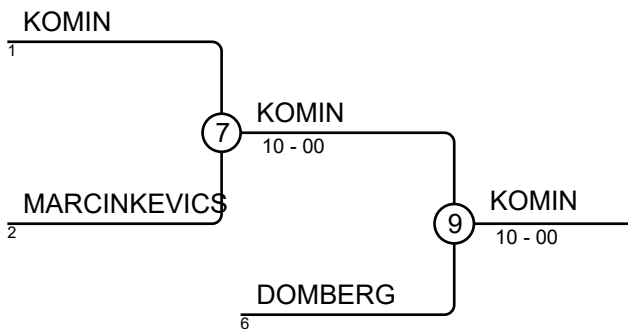 KOMIN
1
7
KOMIN
10 - 00
MARCINKEVICS
2
9
KOMIN
10 - 00
DOMBERG
6